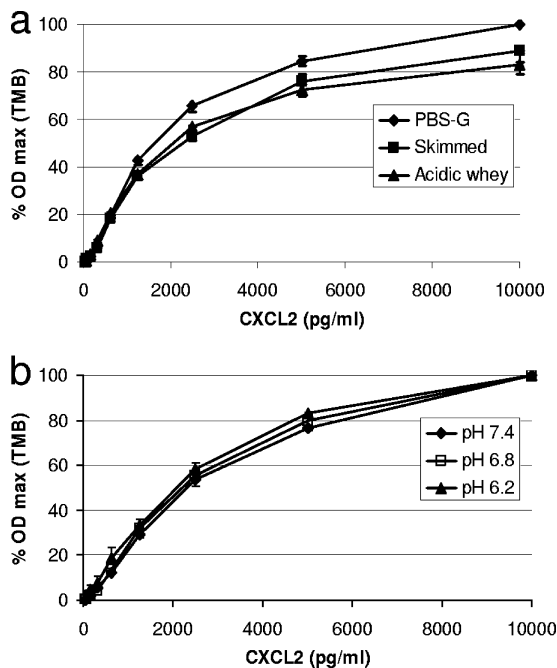 a
% OD max (TMB)
100
80
60
40
20
0
PBS-G
Skimmed
Acidic whey
0 2000 4000 6000 8000 10000
CXCL2 (pg/ml)
b
% OD max (TMB)
100
80
60
40
20
0
pH 7.4
pH 6.8
pH 6.2
0 2000 4000 6000 8000 10000
CXCL2 (pg/ml)